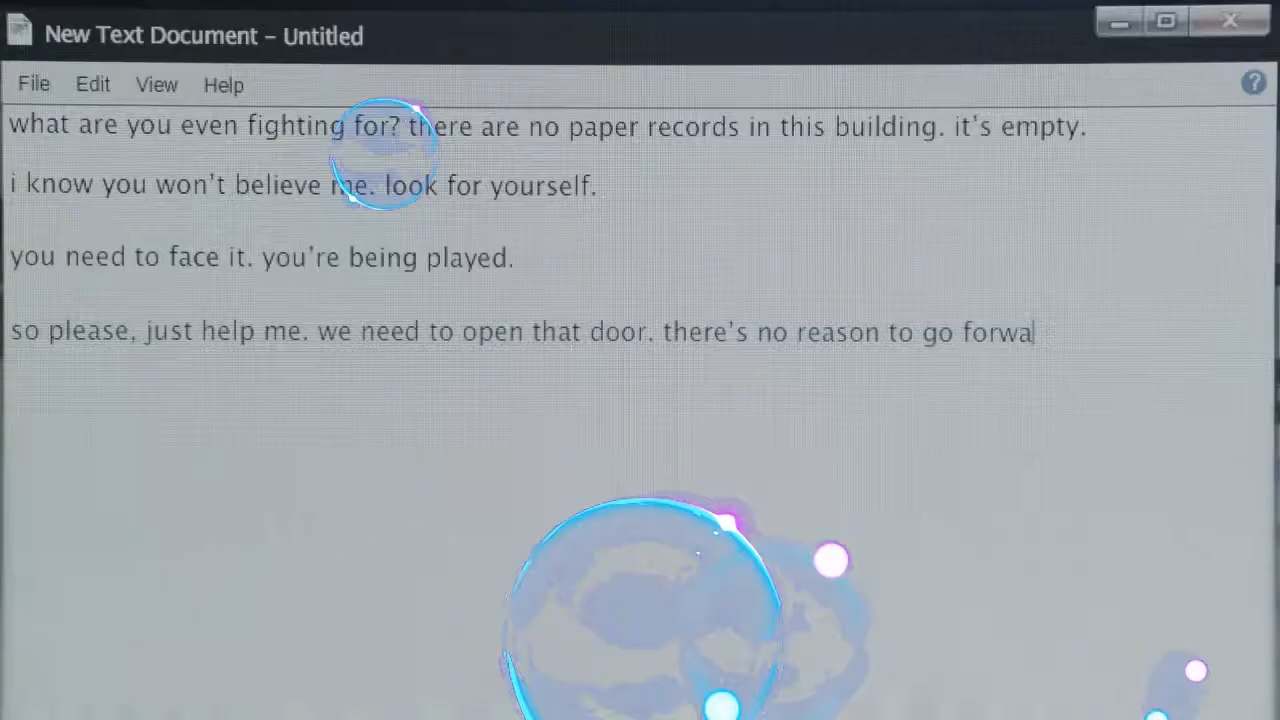 New Text Document – Untitled
File Edit View Help
what are you even fighting for? there are no paper records in this building. it's empty.
i know you won't believe me. look for yourself.
you need to face it. you're being played.
so please, just help me. we need to open that door. there's no reason to go forwa